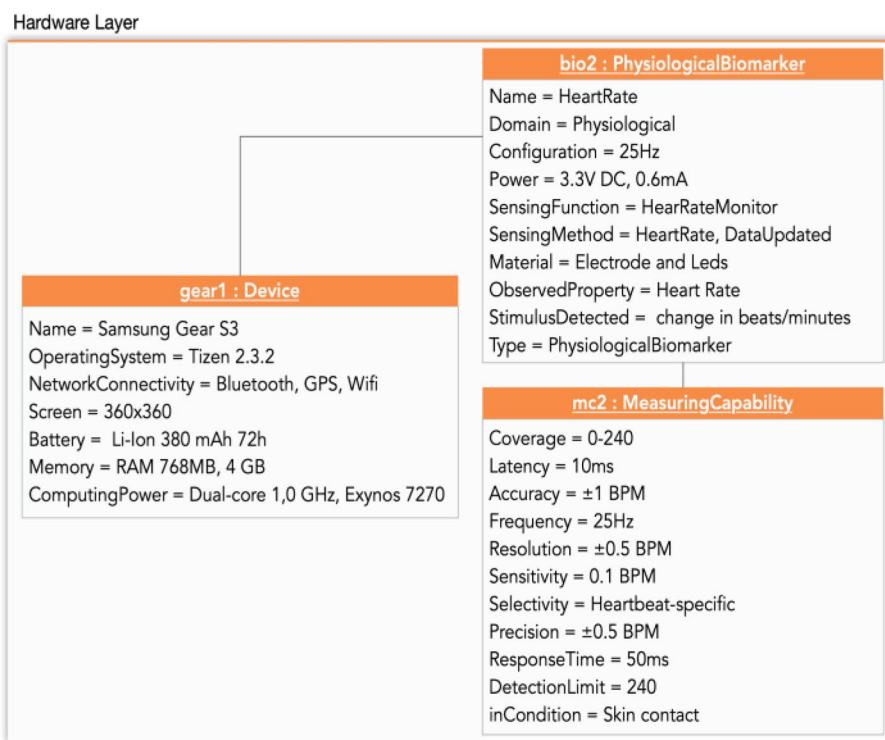 Hardware Layer
bio2 : PhysiologicalBiomarker
Name = HeartRate
Domain = Physiological
Configuration = 25Hz
Power = 3.3V DC, 0.6mA
SensingFunction = HearRateMonitor
SensingMethod = HeartRate, DataUpdated
Material = Electrode and Leds
ObservedProperty = Heart Rate
StimulusDetected = change in beats/minutes
Type = PhysiologicalBiomarker
gear1 : Device
Name = Samsung Gear S3
OperatingSystem = Tizen 2.3.2
NetworkConnectivity = Bluetooth, GPS, Wifi
Screen = 360x360
Battery = Li-Ion 380 mAh 72h
Memory = RAM 768MB, 4 GB
ComputingPower = Dual-core 1,0 GHz, Exynos 7270
mc2 : MeasuringCapability
Coverage = 0-240
Latency = 10ms
Accuracy = ±1 BPM
Frequency = 25Hz
Resolution = ±0.5 BPM
Sensitivity = 0.1 BPM
Selectivity = Heartbeat-specific
Precision = ±0.5 BPM
ResponseTime = 50ms
DetectionLimit = 240
inCondition = Skin contact